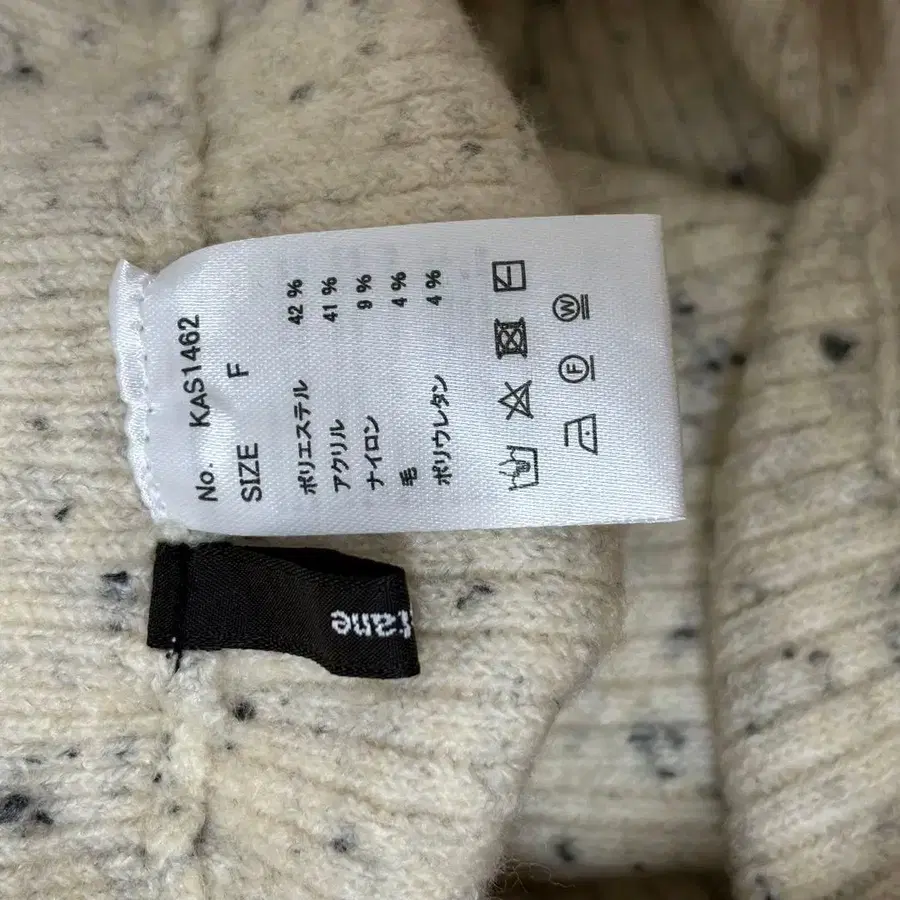 No. KAS1462
SIZE F
ポリエステル 42 %
アクリル 41 %
ナイロン 9 %
毛 4 %
ポリウレタン 4 %
F W
rane